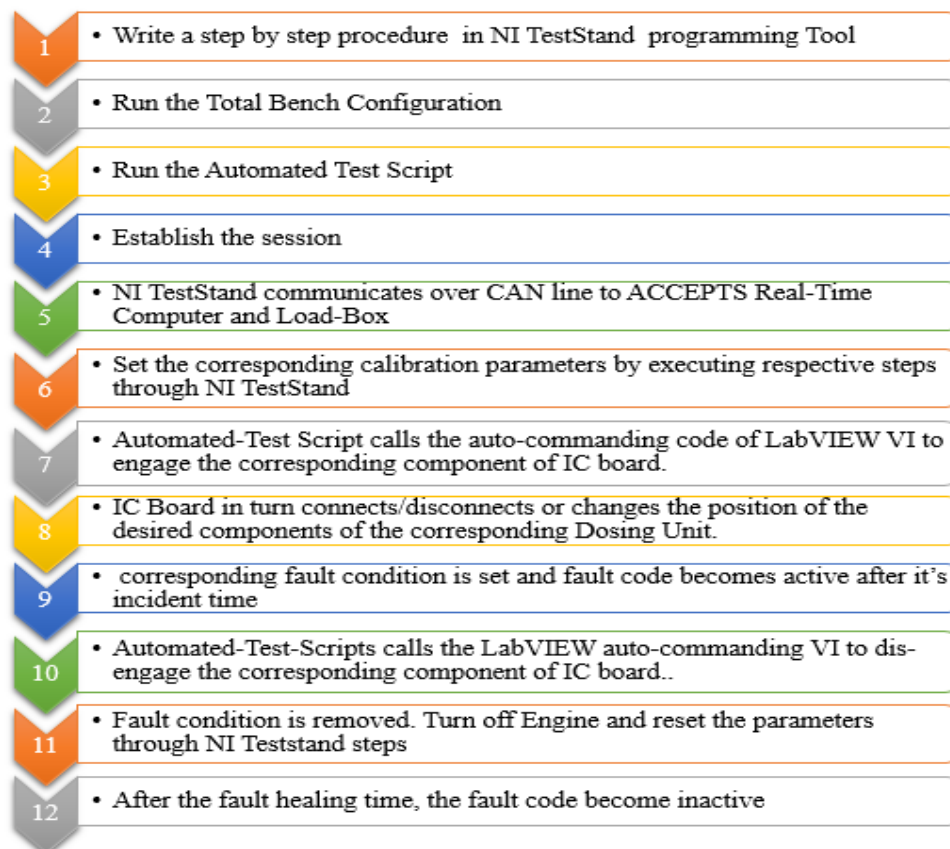 1
• Write a step by step procedure in NI TestStand programming Tool
2
• Run the Total Bench Configuration
3
• Run the Automated Test Script
4
• Establish the session
5
• NI TestStand communicates over CAN line to ACCEPTS Real-Time
Computer and Load-Box
6
• Set the corresponding calibration parameters by executing respective steps
through NI TestStand
7
• Automated-Test Script calls the auto-commanding code of LabVIEW VI to
engage the corresponding component of IC board.
8
• IC Board in turn connects/disconnects or changes the position of the
desired components of the corresponding Dosing Unit.
9
• corresponding fault condition is set and fault code becomes active after it's
incident time
10
• Automated-Test-Scripts calls the LabVIEW auto-commanding VI to dis-
engage the corresponding component of IC board..
11
• Fault condition is removed. Turn off Engine and reset the parameters
through NI Teststand steps
12
• After the fault healing time, the fault code become inactive